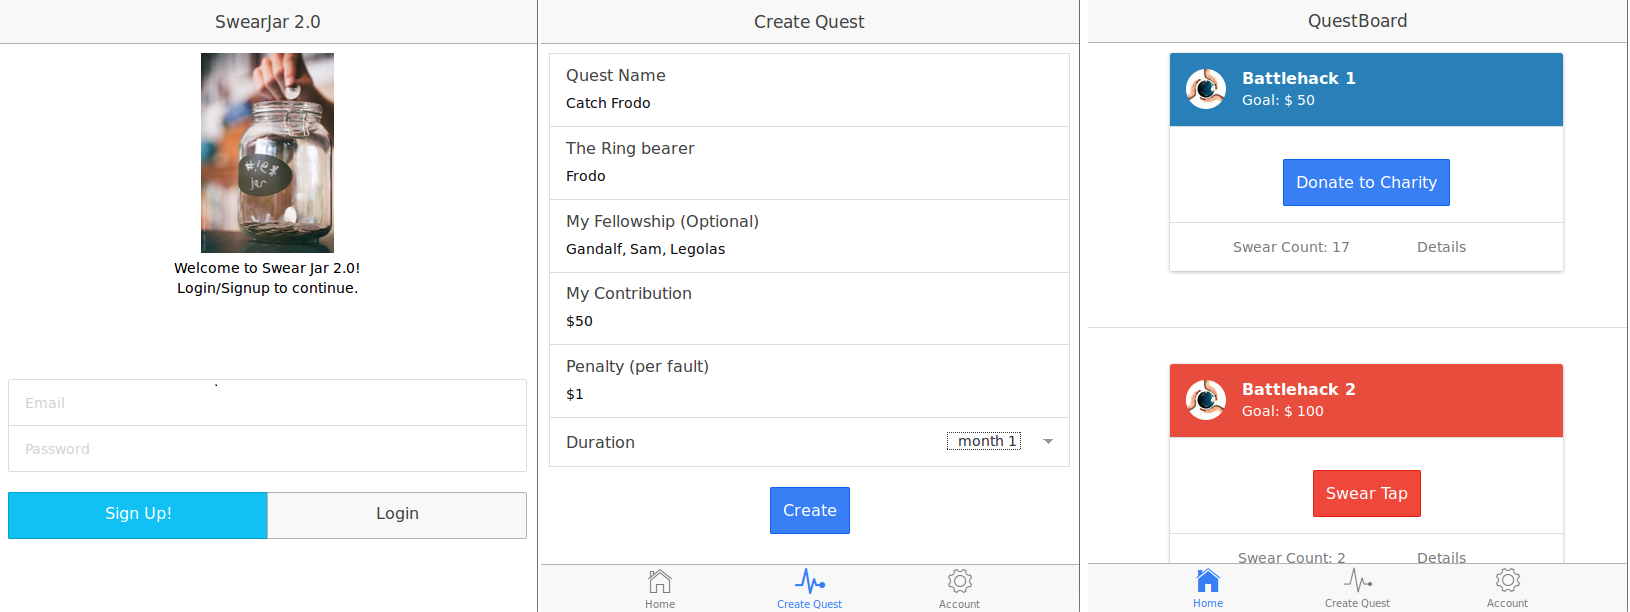 SwearJar 2.0
#!@*
jar
Welcome to Swear Jar 2.0!
Login/Signup to continue.
.
Email
Password
Sign Up!
Login
Create Quest
Quest Name
Catch Frodo
The Ring bearer
Frodo
My Fellowship (Optional)
Gandalf, Sam, Legolas
My Contribution
$50
Penalty (per fault)
$1
Duration
month 1
Create
Home
Create Quest
Account
QuestBoard
Battlehack 1
Goal: $ 50
Donate to Charity
Swear Count: 17
Details
Battlehack 2
Goal: $ 100
Swear Tap
Swear Count: 2
Details
Home
Create Quest
Account